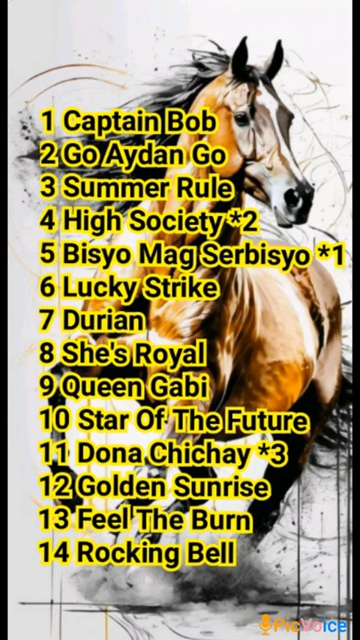 1 Captain Bob
2 Go Aydan Go
3 Summer Rule
4 High Society *2
5 Bisyo Mag Serbisyo *1
6 Lucky Strike
7 Durian
8 She's Royal
9 Queen Gabi
10 Star Of The Future
11 Dona Chichay *3
12 Golden Sunrise
13 Feel The Burn
14 Rocking Bell
PicVoice